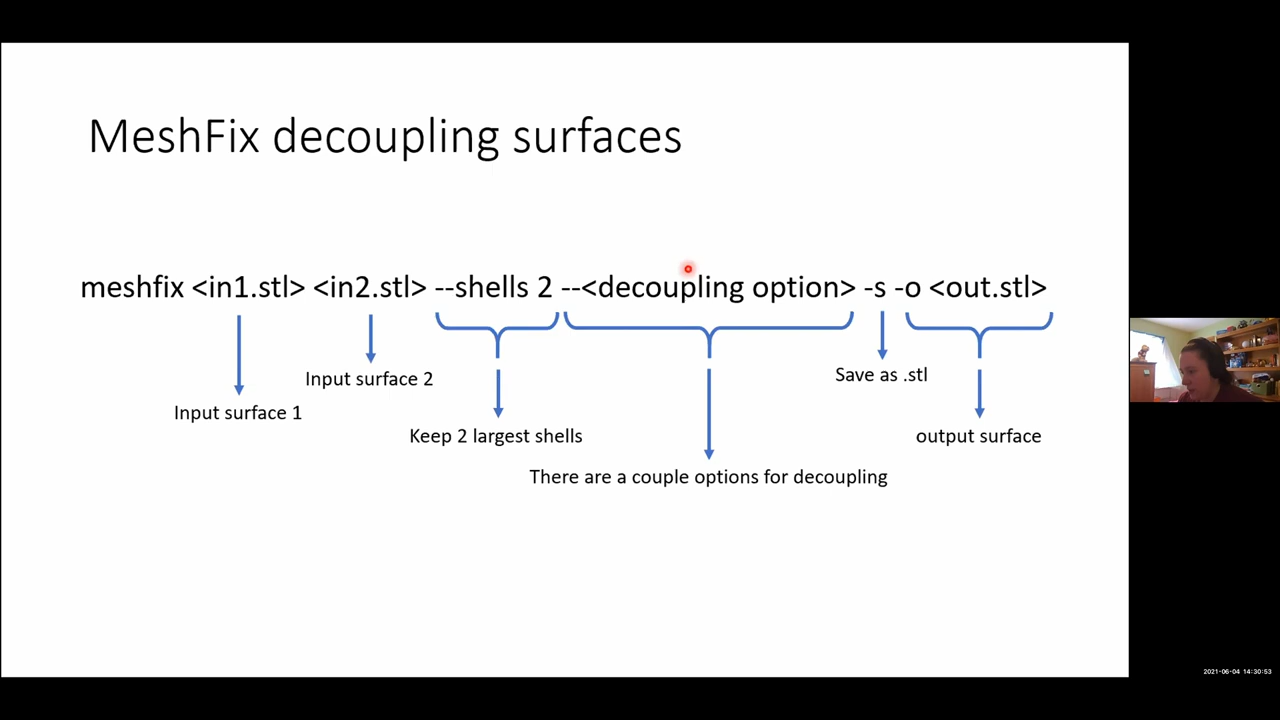 MeshFix decoupling surfaces
meshfix <in1.stl> <in2.stl> --shells 2 --<decoupling option> -s -o <out.stl>
Save as .stl
Input surface 2
Input surface 1
Keep 2 largest shells
output surface
There are a couple options for decoupling
2021-06-04 14:30:53